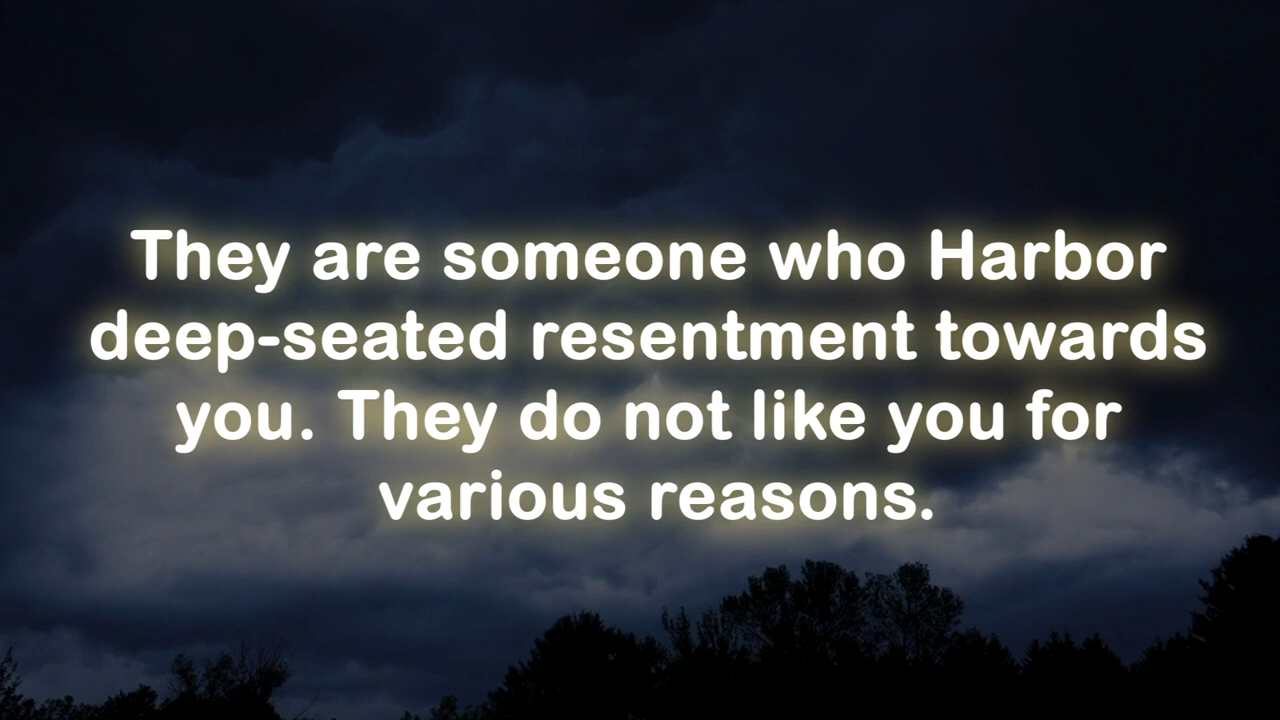 They are someone who Harbor
deep-seated resentment towards
you. They do not like you for
various reasons.